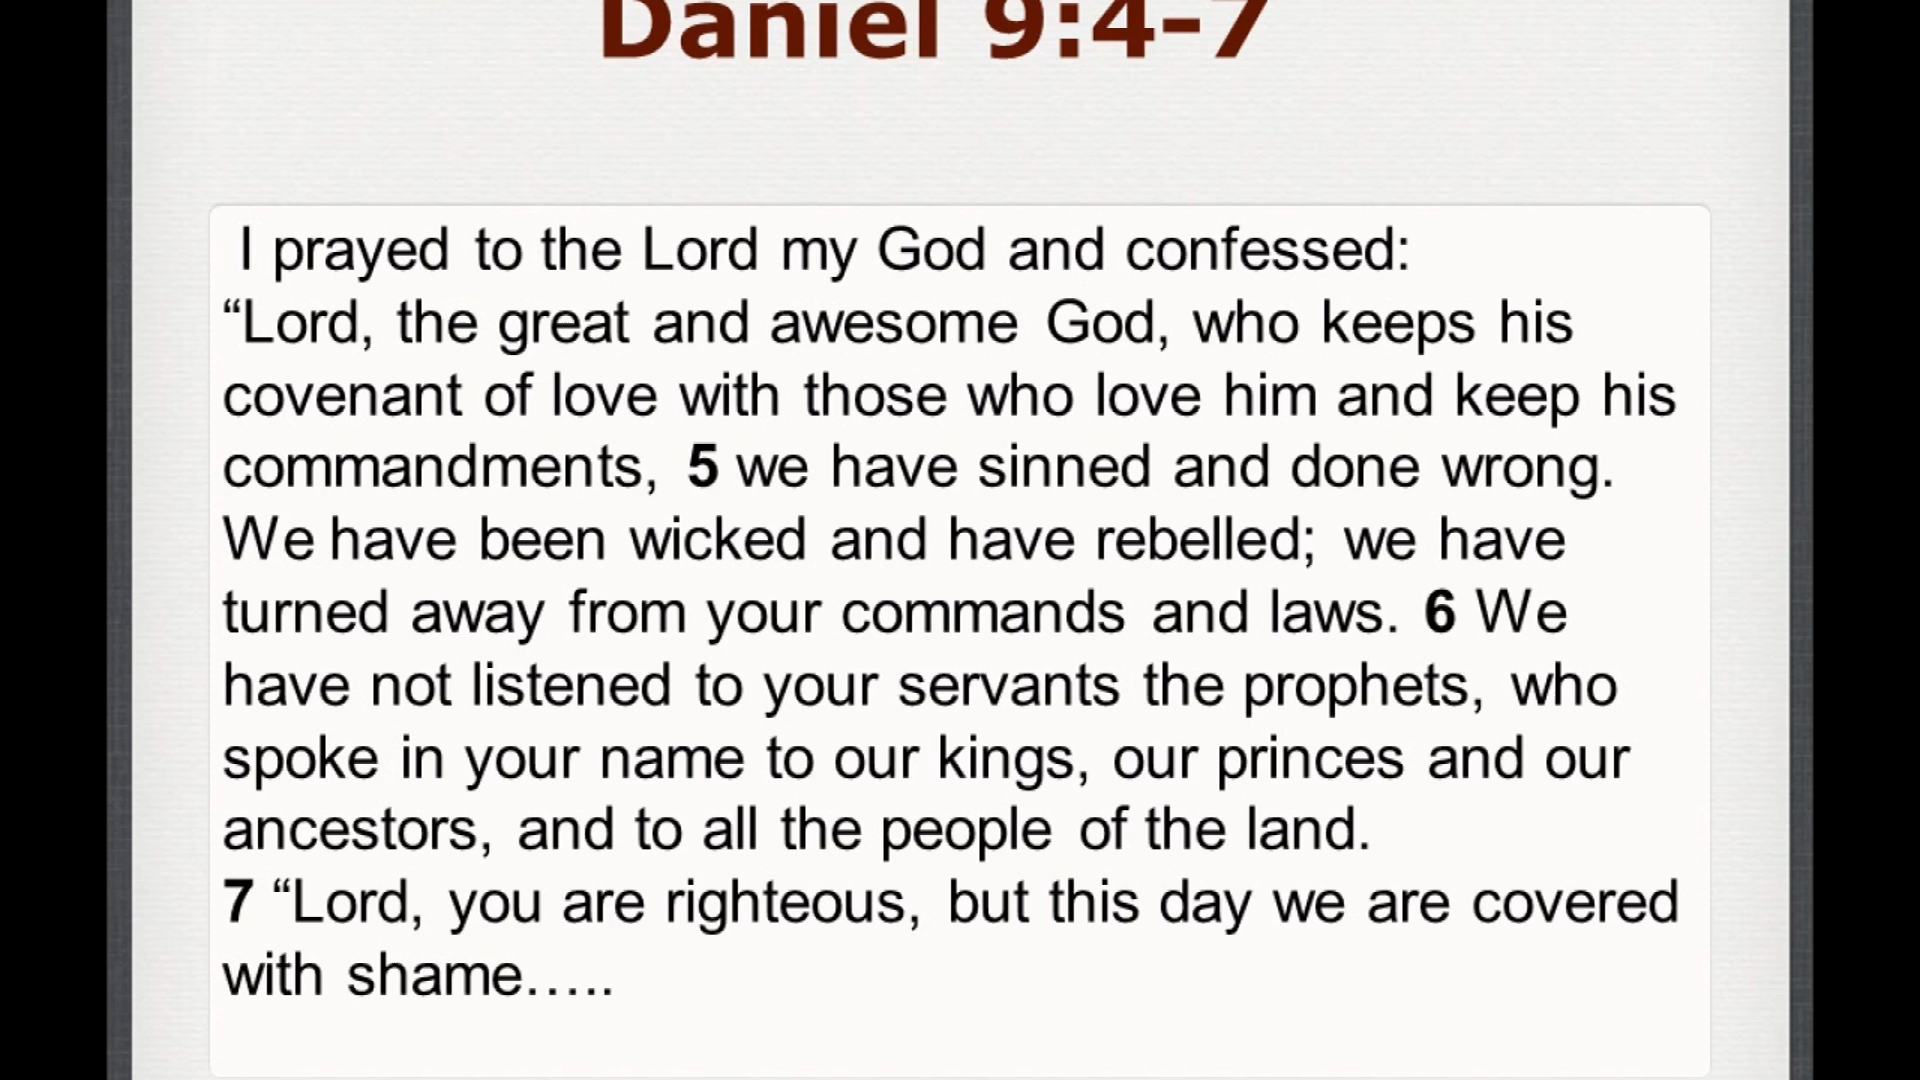 Daniel 9:4-7
I prayed to the Lord my God and confessed:
“Lord, the great and awesome God, who keeps his
covenant of love with those who love him and keep his
commandments, 5 we have sinned and done wrong.
We have been wicked and have rebelled; we have
turned away from your commands and laws. 6 We
have not listened to your servants the prophets, who
spoke in your name to our kings, our princes and our
ancestors, and to all the people of the land.
7 “Lord, you are righteous, but this day we are covered
with shame…..